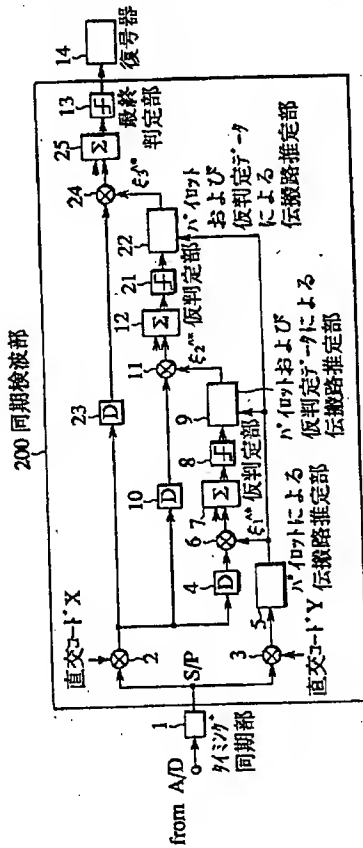 200 同期検波部
from A/D
1
タイミング
同期部
S/P
直交コード X
2
3
直交コード Y
4
D
5
パイロットによる
伝搬路推定部
6
ξ1^*
7
Σ
8
仮判定部
9
パイロットおよび
仮判定データによる
伝搬路推定部
10
D
11
ξ2^*
12
Σ
21
仮判定部
22
パイロット
および
仮判定データ
による
伝搬路推定部
23
D
24
ξ3^*
25
Σ
13
最終
判定部
14
復号器